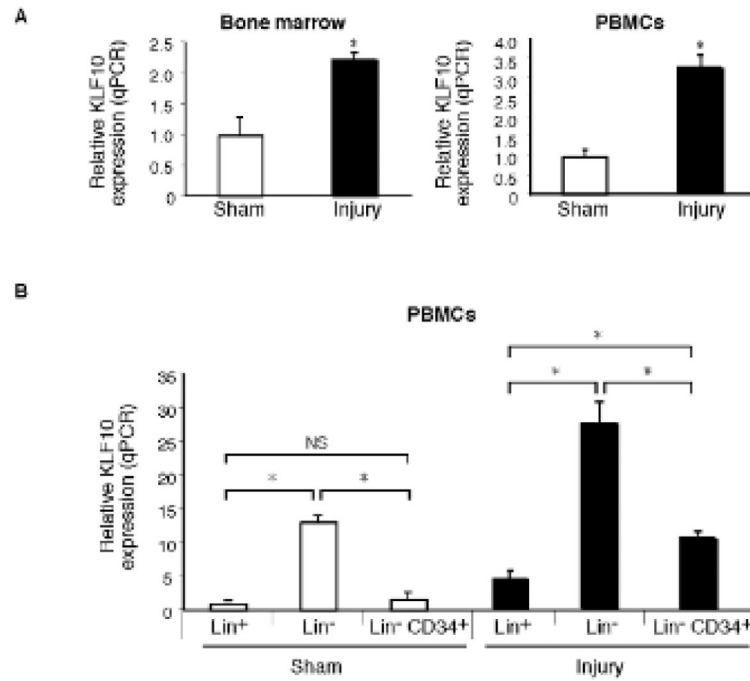 A
Bone marrow
Relative KLF10
expression (qPCR)
2.5
2.0
1.5
1.0
0.5
0
*
Sham Injury
PBMCs
Relative KLF10
expression (qPCR)
4.0
3.5
3.0
2.5
2.0
1.5
1.0
0.5
0
*
Sham Injury
B
PBMCs
Relative KLF10
expression (qPCR)
35
30
25
20
15
10
5
0
NS
* *
*
* *
Lin+ Lin- Lin- CD34+ Lin+ Lin- Lin- CD34+
Sham Injury